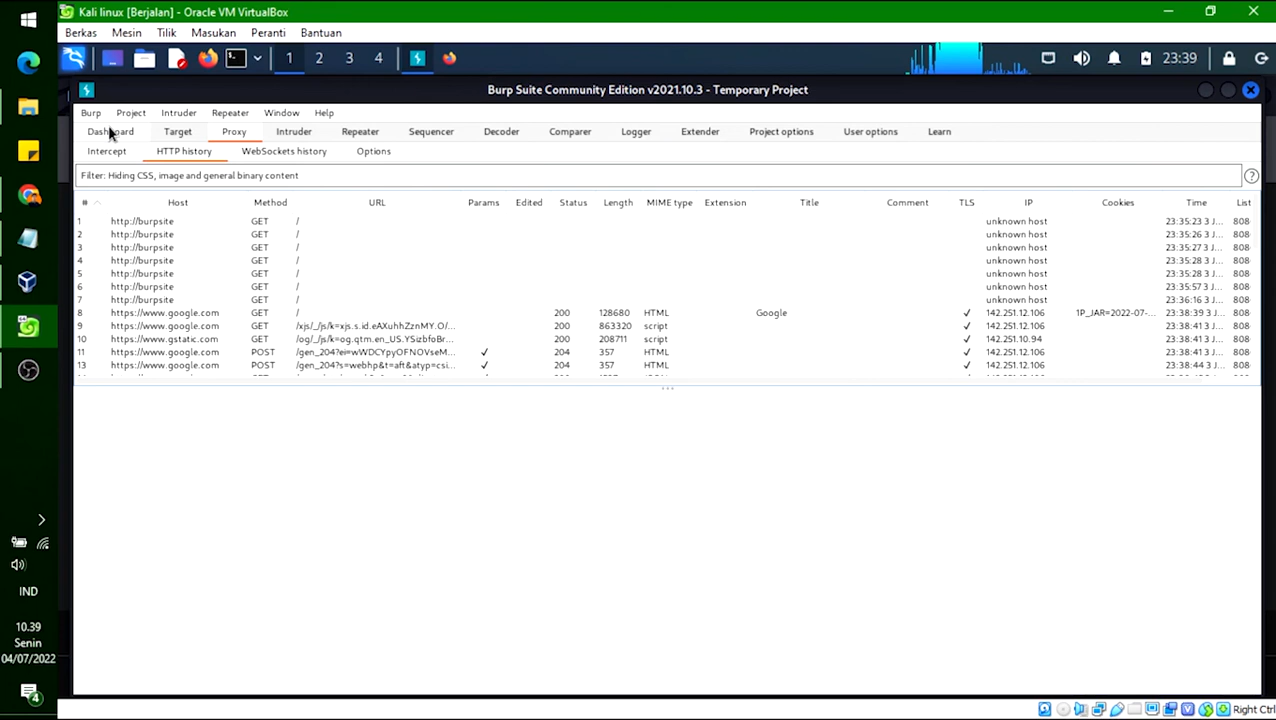 Kali linux [Berjalan] - Oracle VM VirtualBox
Berkas Mesin Tilik Masukan Peranti Bantuan
1 2 3 4 23:39
Burp Suite Community Edition v2021.10.3 - Temporary Project
Burp Project Intruder Repeater Window Help
Dashboard Target Proxy Intruder Repeater Sequencer Decoder Comparer Logger Extender Project options User options Learn
Intercept HTTP history WebSockets history Options
Filter: Hiding CSS, image and general binary content ?
# Host Method URL Params Edited Status Length MIME type Extension Title Comment TLS IP Cookies Time List
1 http://burpsite GET / unknown host 23:35:23 3 J... 808
2 http://burpsite GET / unknown host 23:35:26 3 J... 808
3 http://burpsite GET / unknown host 23:35:27 3 J... 808
4 http://burpsite GET / unknown host 23:35:28 3 J... 808
5 http://burpsite GET / unknown host 23:35:28 3 J... 808
6 http://burpsite GET / unknown host 23:35:57 3 J... 808
7 http://burpsite GET / unknown host 23:36:16 3 J... 808
8 https://www.google.com GET / 200 128680 HTML Google ✓ 142.251.12.106 1P_JAR=2022-07-... 23:38:39 3 J... 808
9 https://www.google.com GET /xjs/_/js/k=xjs.s.id.eAXuhhZznMY.O/... 200 863320 script ✓ 142.251.12.106 23:38:41 3 J... 808
10 https://www.gstatic.com GET /og/_/js/k=og.qtm.en_US.YSizbfoBr... 200 208711 script ✓ 142.251.10.94 23:38:41 3 J... 808
11 https://www.google.com POST /gen_204?ei=wWDCYpyOFNOVseM... ✓ 204 357 HTML ✓ 142.251.12.106 23:38:41 3 J... 808
13 https://www.google.com POST /gen_204?s=webhp&t=aft&atyp=csi... ✓ 204 357 HTML ✓ 142.251.12.106 23:38:44 3 J... 808
IND
10.39
Senin
04/07/2022
4
Right Ctrl